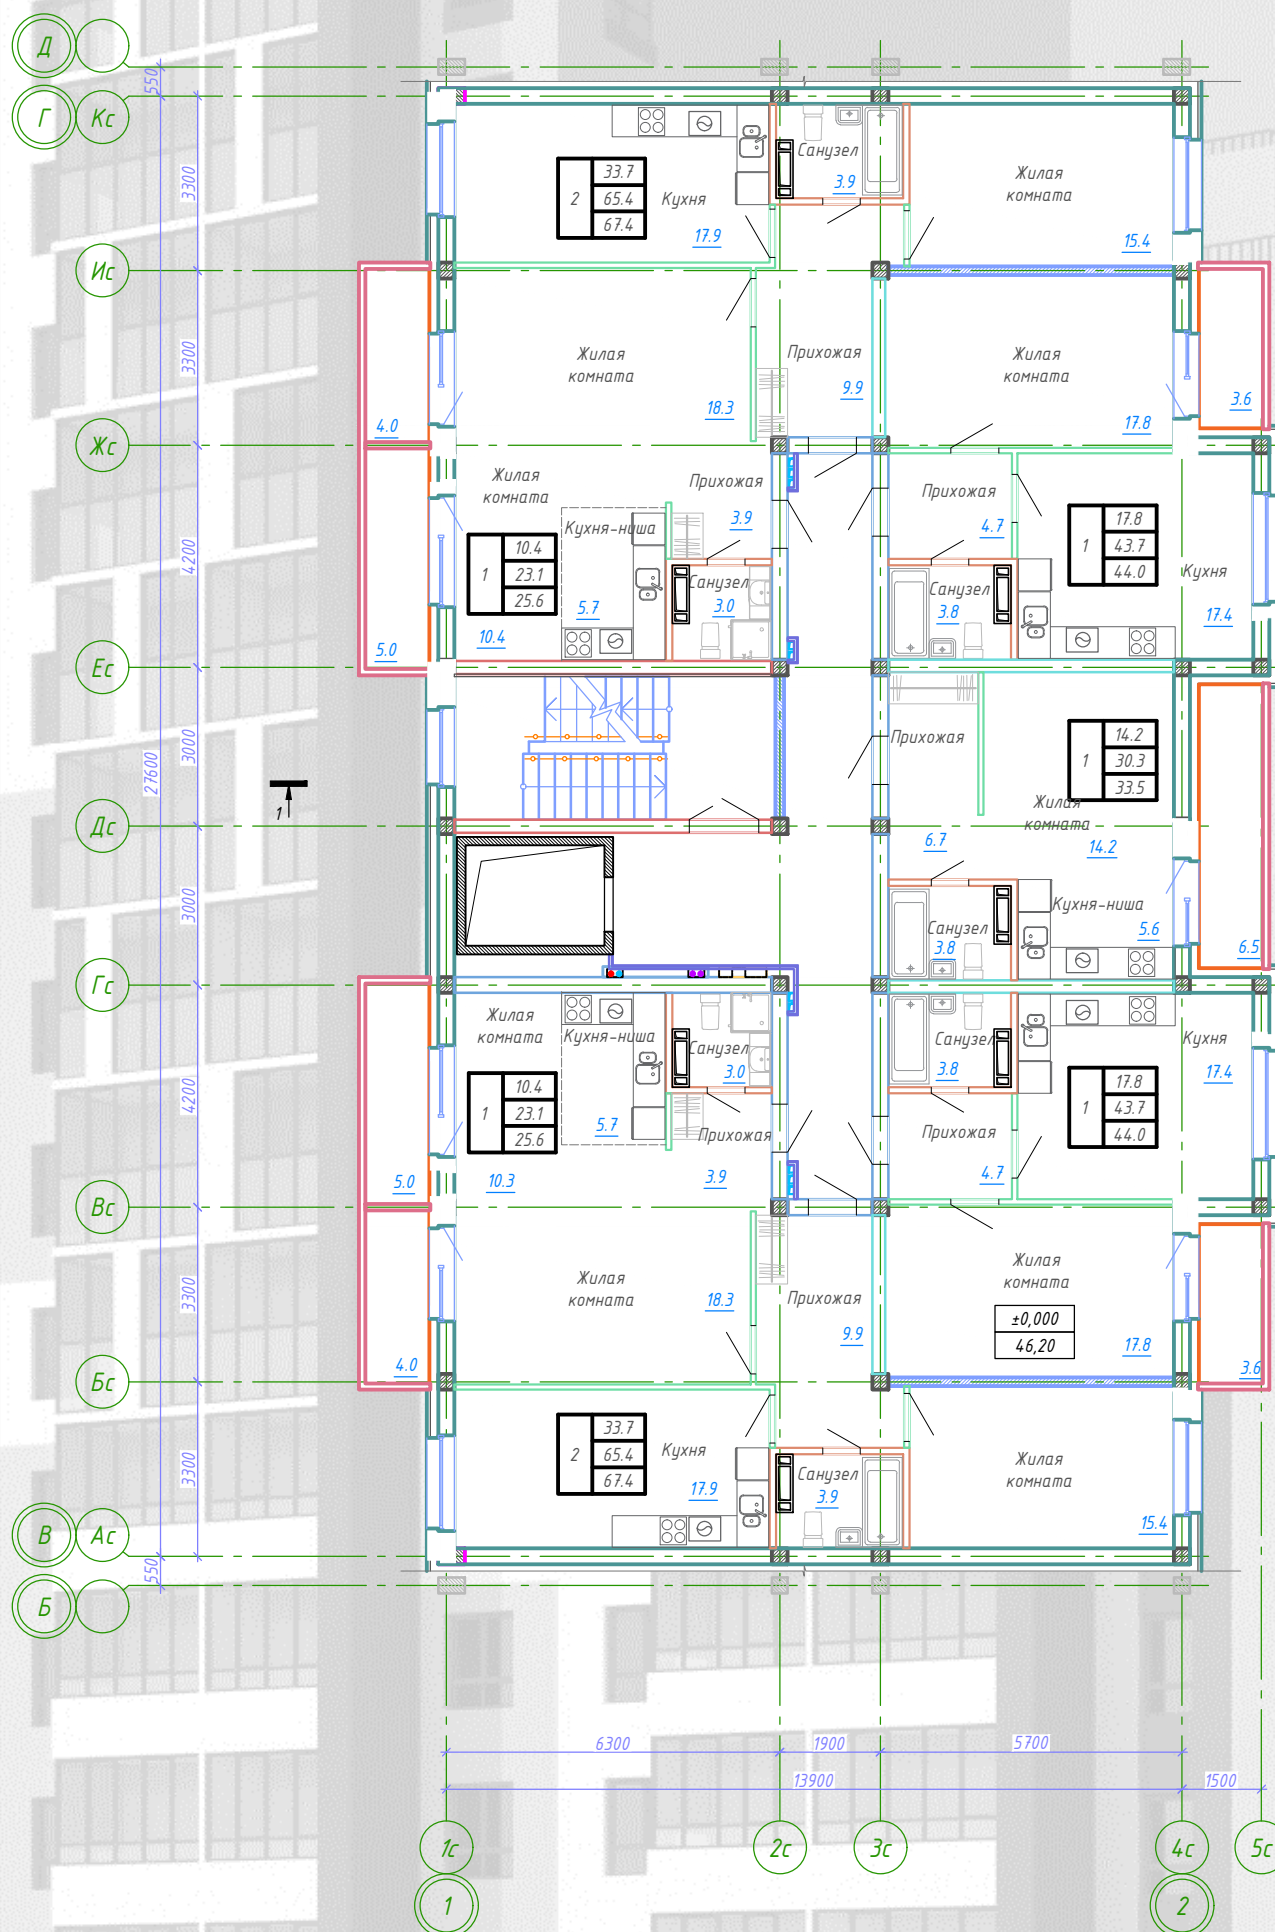 Д
550
Г
Кс
Санузел
3.9
Жилая
комната
2
33.7
65.4
67.4
Кухня
17.9
15.4
3300
Ис
3300
Жилая
комната
18.3
Прихожая
9.9
Жилая
комната
17.8
3.6
4.0
Жс
Жилая
комната
Прихожая
3.9
Прихожая
4.7
Кухня-ниша
1
10.4
23.1
25.6
5.7
Санузел
3.0
Санузел
3.8
1
17.8
43.7
44.0
Кухня
17.4
4200
10.4
5.0
Ес
3000
27600
1
Прихожая
1
14.2
30.3
33.5
Жилая
комната
14.2
6.7
Дс
3000
Кухня-ниша
5.6
Санузел
3.8
6.5
Гс
Жилая
комната
Кухня-ниша
Санузел
3.0
Санузел
3.8
Кухня
17.4
1
10.4
23.1
25.6
5.7
1
17.8
43.7
44.0
4200
Прихожая
3.9
Прихожая
4.7
5.0
10.3
Вс
3300
Жилая
комната
18.3
Прихожая
9.9
Жилая
комната
±0,000
46,20
17.8
3.6
4.0
Бс
2
33.7
65.4
67.4
Кухня
17.9
Санузел
3.9
Жилая
комната
15.4
3300
В
Ас
550
Б
6300
1900
5700
13900
1500
1с
2с
3с
4с
5с
1
2